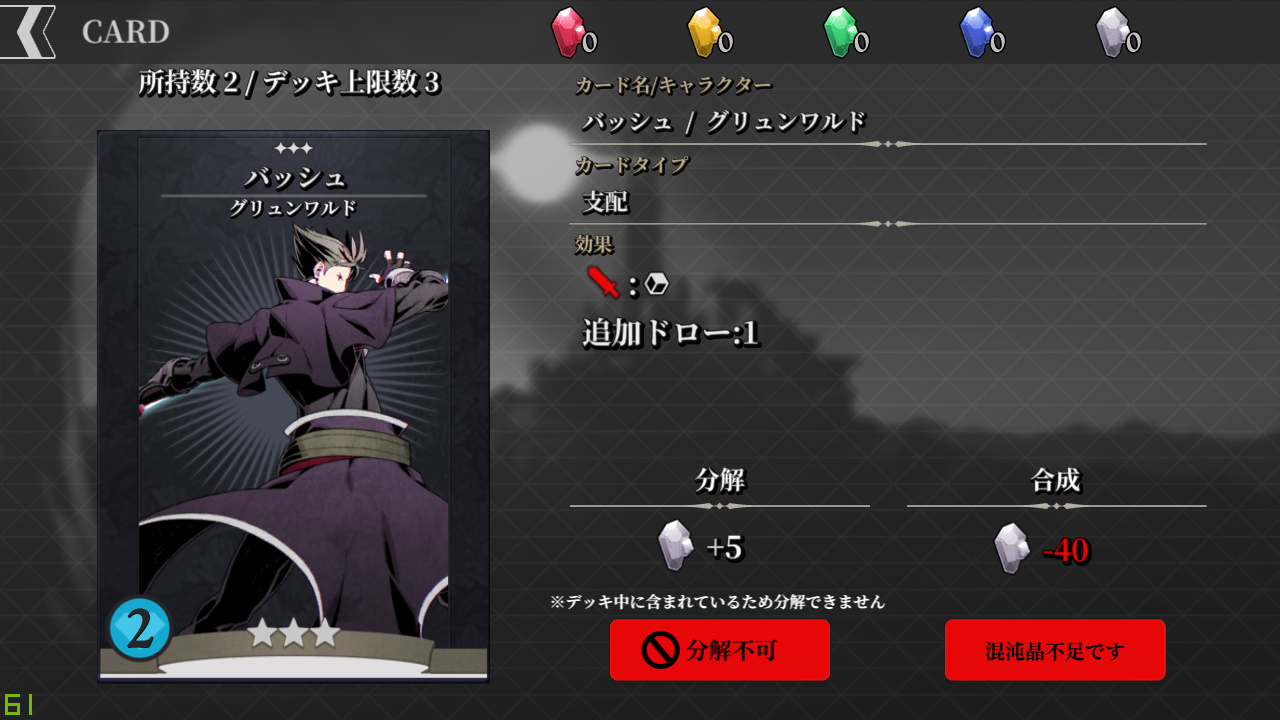 CARD
0
0
0
0
0
所持数 2 / デッキ上限数 3
バッシュ
グリュンワルド
2
カード名/キャラクター
バッシュ / グリュンワルド
カードタイプ
支配
効果
:
追加ドロー:1
分解
+5
※デッキ中に含まれているため分解できません
分解不可
合成
-40
混沌晶不足です
61